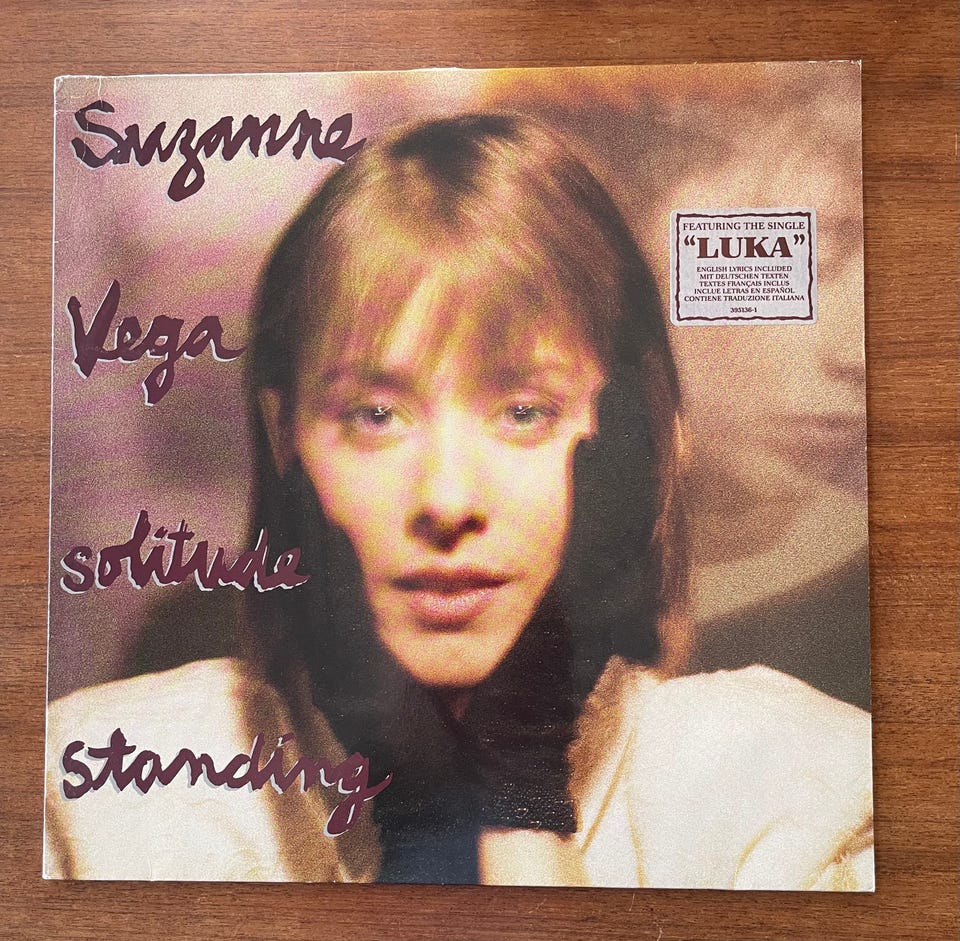 Suzanne
Vega
solitude
standing
FEATURING THE SINGLE
“LUKA”
ENGLISH LYRICS INCLUDED
MIT DEUTSCHEN TEXTEN
TEXTES FRANÇAIS INCLUS
INCLUE LETRAS EN ESPAÑOL
CONTIENE TRADUZIONE ITALIANA
395136-1